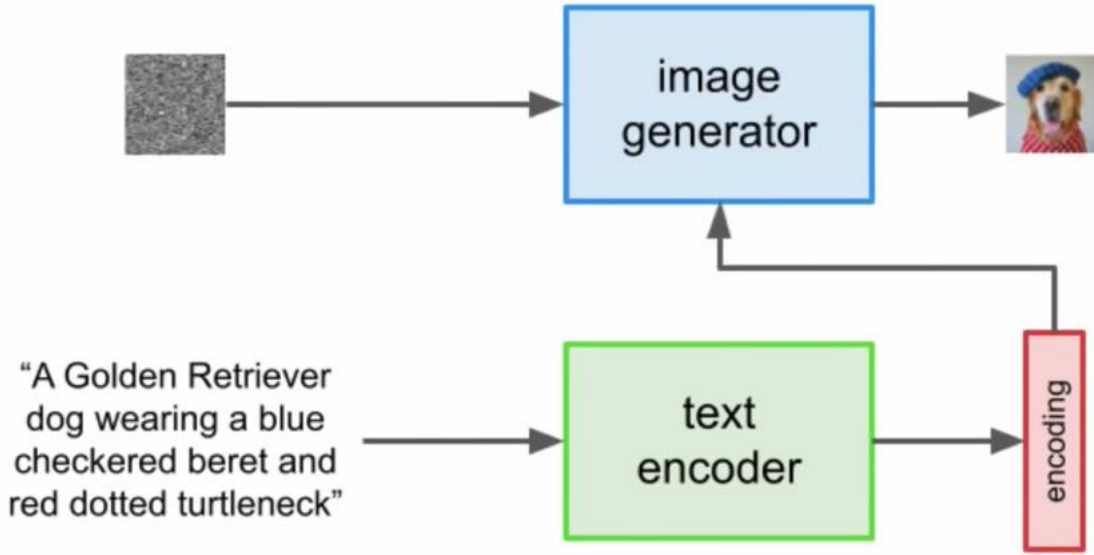 image
generator
“A Golden Retriever
dog wearing a blue
checkered beret and
red dotted turtleneck”
text
encoder
encoding